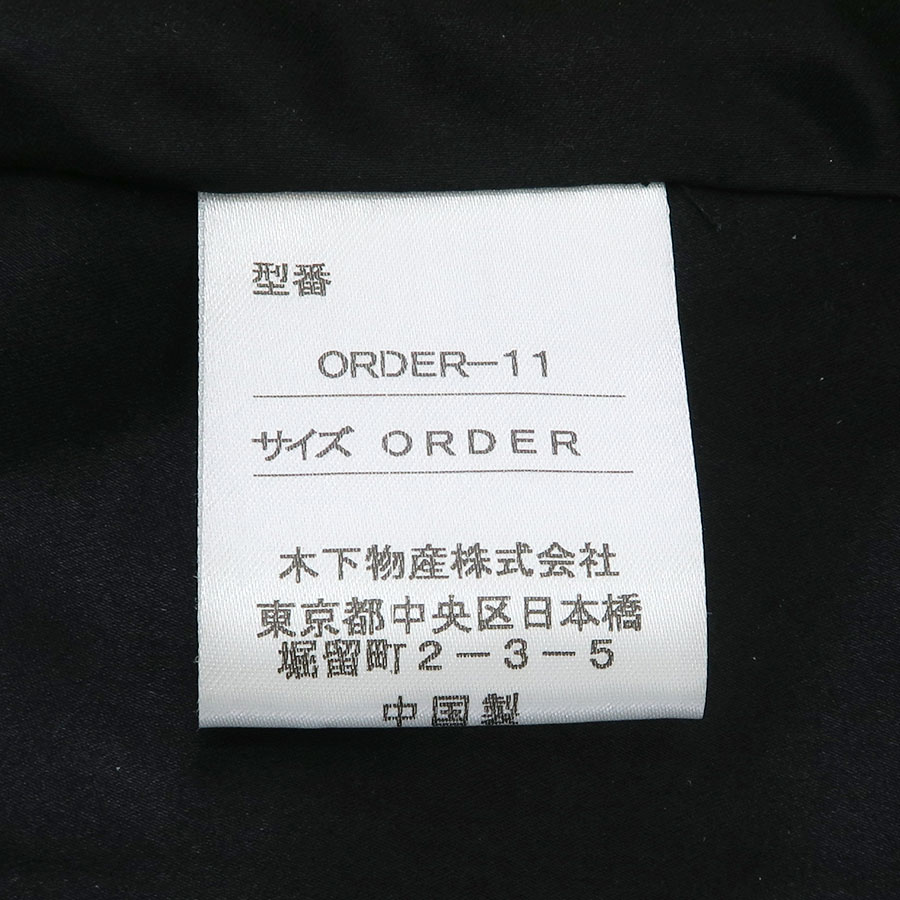 型番
ORDER-11
サイズ ORDER
木下物産株式会社
東京都中央区日本橋
堀留町2-3-5
中国製